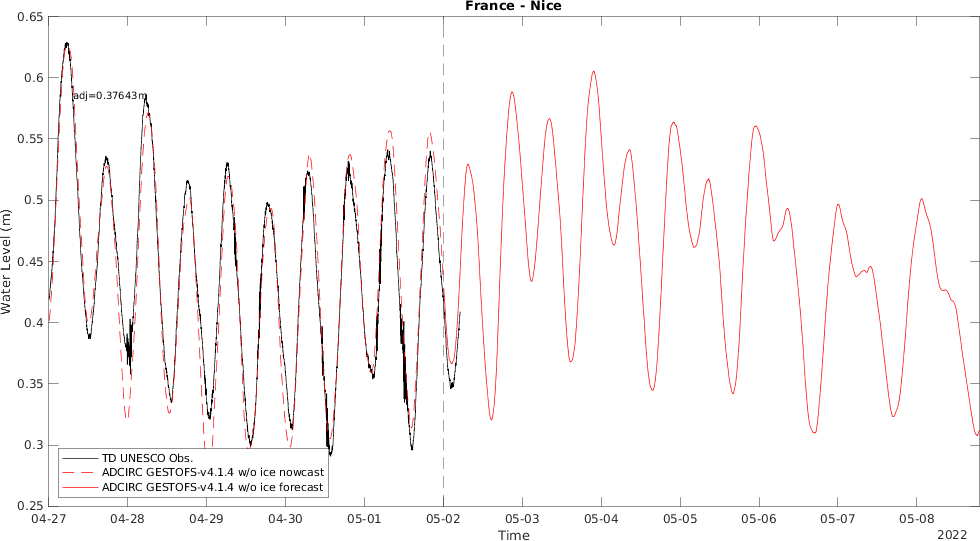 France - Nice
0.65
0.6
0.55
0.5
0.45
0.4
0.35
0.3
0.25
Water Level (m)
adj=0.37643m
TD UNESCO Obs.
ADCIRC GESTOFS-v4.1.4 w/o ice nowcast
ADCIRC GESTOFS-v4.1.4 w/o ice forecast
04-27 04-28 04-29 04-30 05-01 05-02 05-03 05-04 05-05 05-06 05-07 05-08
Time
2022